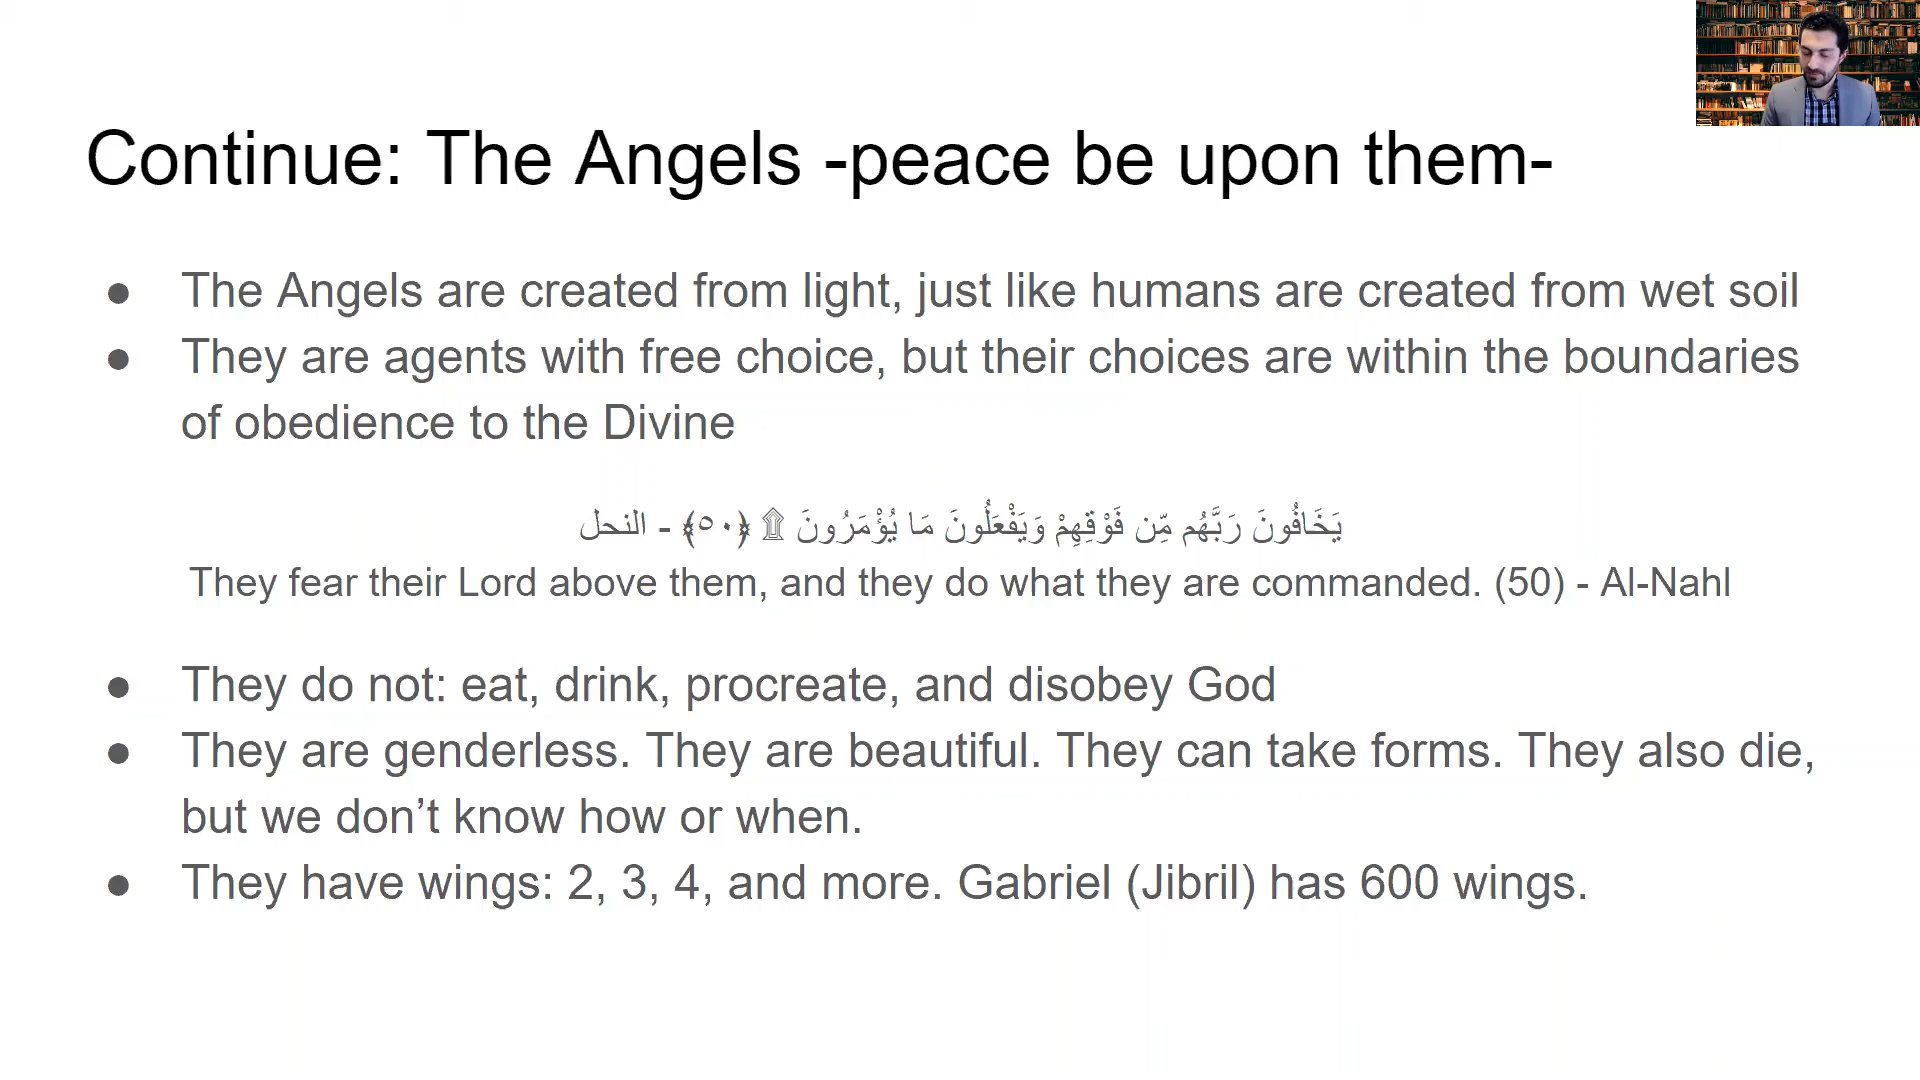 Continue: The Angels -peace be upon them-
● The Angels are created from light, just like humans are created from wet soil
● They are agents with free choice, but their choices are within the boundaries
of obedience to the Divine
يَخَافُونَ رَبَّهُم مِّن فَوْقِهِمْ وَيَفْعَلُونَ مَا يُؤْمَرُونَ ۩ ﴿٥٠﴾ - النحل
They fear their Lord above them, and they do what they are commanded. (50) - Al-Nahl
● They do not: eat, drink, procreate, and disobey God
● They are genderless. They are beautiful. They can take forms. They also die,
but we don’t know how or when.
● They have wings: 2, 3, 4, and more. Gabriel (Jibril) has 600 wings.